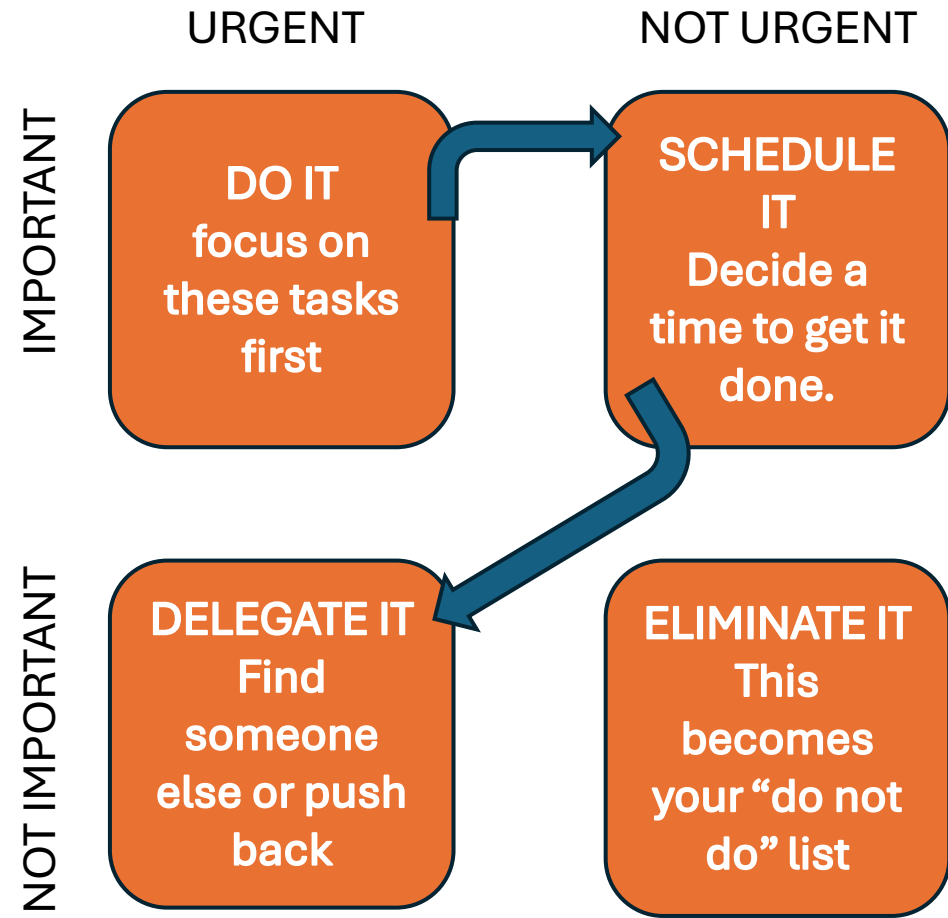 URGENT
NOT URGENT
IMPORTANT
DO IT
focus on
these tasks
first
SCHEDULE
IT
Decide a
time to get it
done.
NOT IMPORTANT
DELEGATE IT
Find
someone
else or push
back
ELIMINATE IT
This
becomes
your “do not
do” list